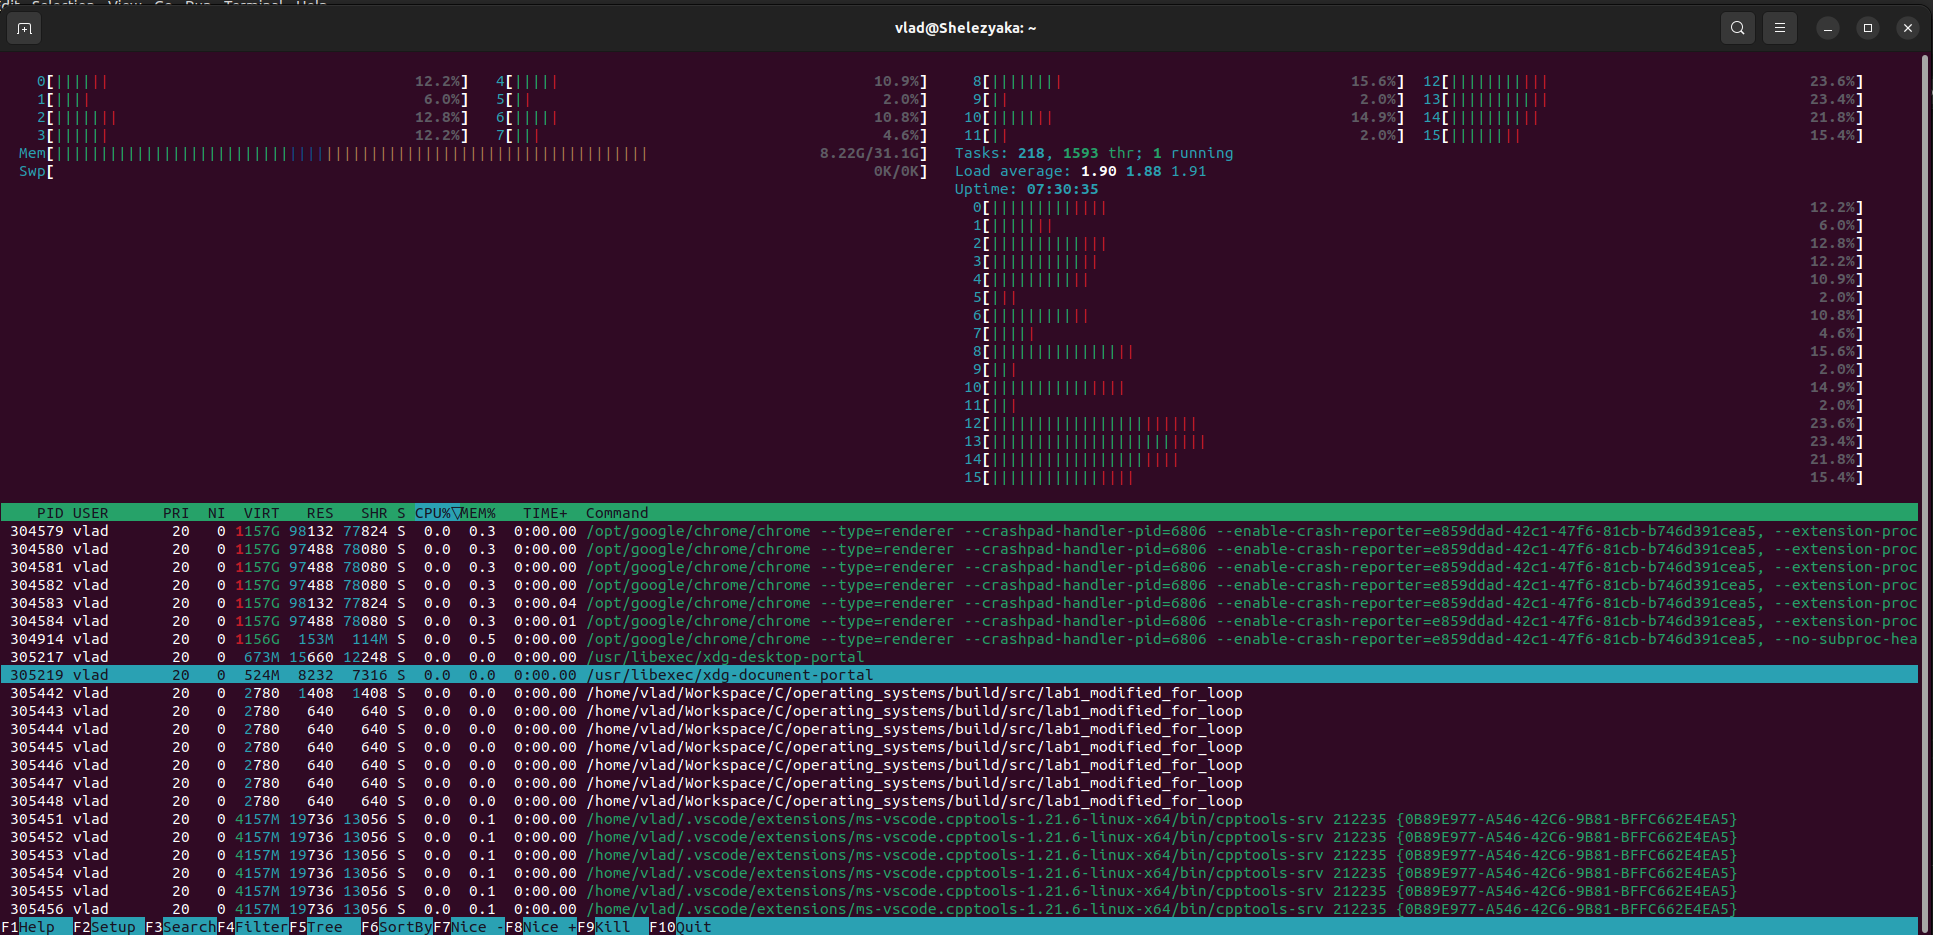 dit Selection View Go Run Terminal Help
vlad@Shelezyaka: ~
0[||||||12.2%] 4[|||||10.9%] 8[||||||||15.6%] 12[|||||||||||23.6%]
1[||||6.0%] 5[||2.0%] 9[||2.0%] 13[|||||||||||23.4%]
2[|||||||12.8%] 6[|||||10.8%] 10[|||||||14.9%] 14[||||||||||21.8%]
3[||||||12.2%] 7[|||4.6%] 11[||2.0%] 15[||||||||15.4%]
Mem[||||||||||||||||||||||||||||||||||||||||||||||||||||||||||||||||||8.22G/31.1G] Tasks: 218, 1593 thr; 1 running
Swp[0K/0K] Load average: 1.90 1.88 1.91
Uptime: 07:30:35
0[|||||||||||||12.2%]
1[|||||||6.0%]
2[|||||||||||||12.8%]
3[||||||||||||12.2%]
4[|||||||||||10.9%]
5[|||2.0%]
6[|||||||||||10.8%]
7[|||||4.6%]
8[||||||||||||||||15.6%]
9[|||2.0%]
10[|||||||||||||||14.9%]
11[|||2.0%]
12[|||||||||||||||||||||||23.6%]
13[||||||||||||||||||||||||23.4%]
14[|||||||||||||||||||||21.8%]
15[||||||||||||||||15.4%]
PID USER PRI NI VIRT RES SHR S CPU%▽MEM% TIME+ Command
304579 vlad 20 0 1157G 98132 77824 S 0.0 0.3 0:00.00 /opt/google/chrome/chrome --type=renderer --crashpad-handler-pid=6806 --enable-crash-reporter=e859ddad-42c1-47f6-81cb-b746d391cea5, --extension-proc
304580 vlad 20 0 1157G 97488 78080 S 0.0 0.3 0:00.00 /opt/google/chrome/chrome --type=renderer --crashpad-handler-pid=6806 --enable-crash-reporter=e859ddad-42c1-47f6-81cb-b746d391cea5, --extension-proc
304581 vlad 20 0 1157G 97488 78080 S 0.0 0.3 0:00.00 /opt/google/chrome/chrome --type=renderer --crashpad-handler-pid=6806 --enable-crash-reporter=e859ddad-42c1-47f6-81cb-b746d391cea5, --extension-proc
304582 vlad 20 0 1157G 97488 78080 S 0.0 0.3 0:00.00 /opt/google/chrome/chrome --type=renderer --crashpad-handler-pid=6806 --enable-crash-reporter=e859ddad-42c1-47f6-81cb-b746d391cea5, --extension-proc
304583 vlad 20 0 1157G 98132 77824 S 0.0 0.3 0:00.04 /opt/google/chrome/chrome --type=renderer --crashpad-handler-pid=6806 --enable-crash-reporter=e859ddad-42c1-47f6-81cb-b746d391cea5, --extension-proc
304584 vlad 20 0 1157G 97488 78080 S 0.0 0.3 0:00.01 /opt/google/chrome/chrome --type=renderer --crashpad-handler-pid=6806 --enable-crash-reporter=e859ddad-42c1-47f6-81cb-b746d391cea5, --extension-proc
304914 vlad 20 0 1156G 153M 114M S 0.0 0.5 0:00.00 /opt/google/chrome/chrome --type=renderer --crashpad-handler-pid=6806 --enable-crash-reporter=e859ddad-42c1-47f6-81cb-b746d391cea5, --no-subproc-hea
305217 vlad 20 0 673M 15660 12248 S 0.0 0.0 0:00.00 /usr/libexec/xdg-desktop-portal
305219 vlad 20 0 524M 8232 7316 S 0.0 0.0 0:00.00 /usr/libexec/xdg-document-portal
305442 vlad 20 0 2780 1408 1408 S 0.0 0.0 0:00.00 /home/vlad/Workspace/C/operating_systems/build/src/lab1_modified_for_loop
305443 vlad 20 0 2780 640 640 S 0.0 0.0 0:00.00 /home/vlad/Workspace/C/operating_systems/build/src/lab1_modified_for_loop
305444 vlad 20 0 2780 640 640 S 0.0 0.0 0:00.00 /home/vlad/Workspace/C/operating_systems/build/src/lab1_modified_for_loop
305445 vlad 20 0 2780 640 640 S 0.0 0.0 0:00.00 /home/vlad/Workspace/C/operating_systems/build/src/lab1_modified_for_loop
305446 vlad 20 0 2780 640 640 S 0.0 0.0 0:00.00 /home/vlad/Workspace/C/operating_systems/build/src/lab1_modified_for_loop
305447 vlad 20 0 2780 640 640 S 0.0 0.0 0:00.00 /home/vlad/Workspace/C/operating_systems/build/src/lab1_modified_for_loop
305448 vlad 20 0 2780 640 640 S 0.0 0.0 0:00.00 /home/vlad/Workspace/C/operating_systems/build/src/lab1_modified_for_loop
305451 vlad 20 0 4157M 19736 13056 S 0.0 0.1 0:00.00 /home/vlad/.vscode/extensions/ms-vscode.cpptools-1.21.6-linux-x64/bin/cpptools-srv 212235 {0B89E977-A546-42C6-9B81-BFFC662E4EA5}
305452 vlad 20 0 4157M 19736 13056 S 0.0 0.1 0:00.00 /home/vlad/.vscode/extensions/ms-vscode.cpptools-1.21.6-linux-x64/bin/cpptools-srv 212235 {0B89E977-A546-42C6-9B81-BFFC662E4EA5}
305453 vlad 20 0 4157M 19736 13056 S 0.0 0.1 0:00.00 /home/vlad/.vscode/extensions/ms-vscode.cpptools-1.21.6-linux-x64/bin/cpptools-srv 212235 {0B89E977-A546-42C6-9B81-BFFC662E4EA5}
305454 vlad 20 0 4157M 19736 13056 S 0.0 0.1 0:00.00 /home/vlad/.vscode/extensions/ms-vscode.cpptools-1.21.6-linux-x64/bin/cpptools-srv 212235 {0B89E977-A546-42C6-9B81-BFFC662E4EA5}
305455 vlad 20 0 4157M 19736 13056 S 0.0 0.1 0:00.00 /home/vlad/.vscode/extensions/ms-vscode.cpptools-1.21.6-linux-x64/bin/cpptools-srv 212235 {0B89E977-A546-42C6-9B81-BFFC662E4EA5}
305456 vlad 20 0 4157M 19736 13056 S 0.0 0.1 0:00.00 /home/vlad/.vscode/extensions/ms-vscode.cpptools-1.21.6-linux-x64/bin/cpptools-srv 212235 {0B89E977-A546-42C6-9B81-BFFC662E4EA5}
F1Help F2Setup F3SearchF4FilterF5Tree F6SortByF7Nice -F8Nice +F9Kill F10Quit